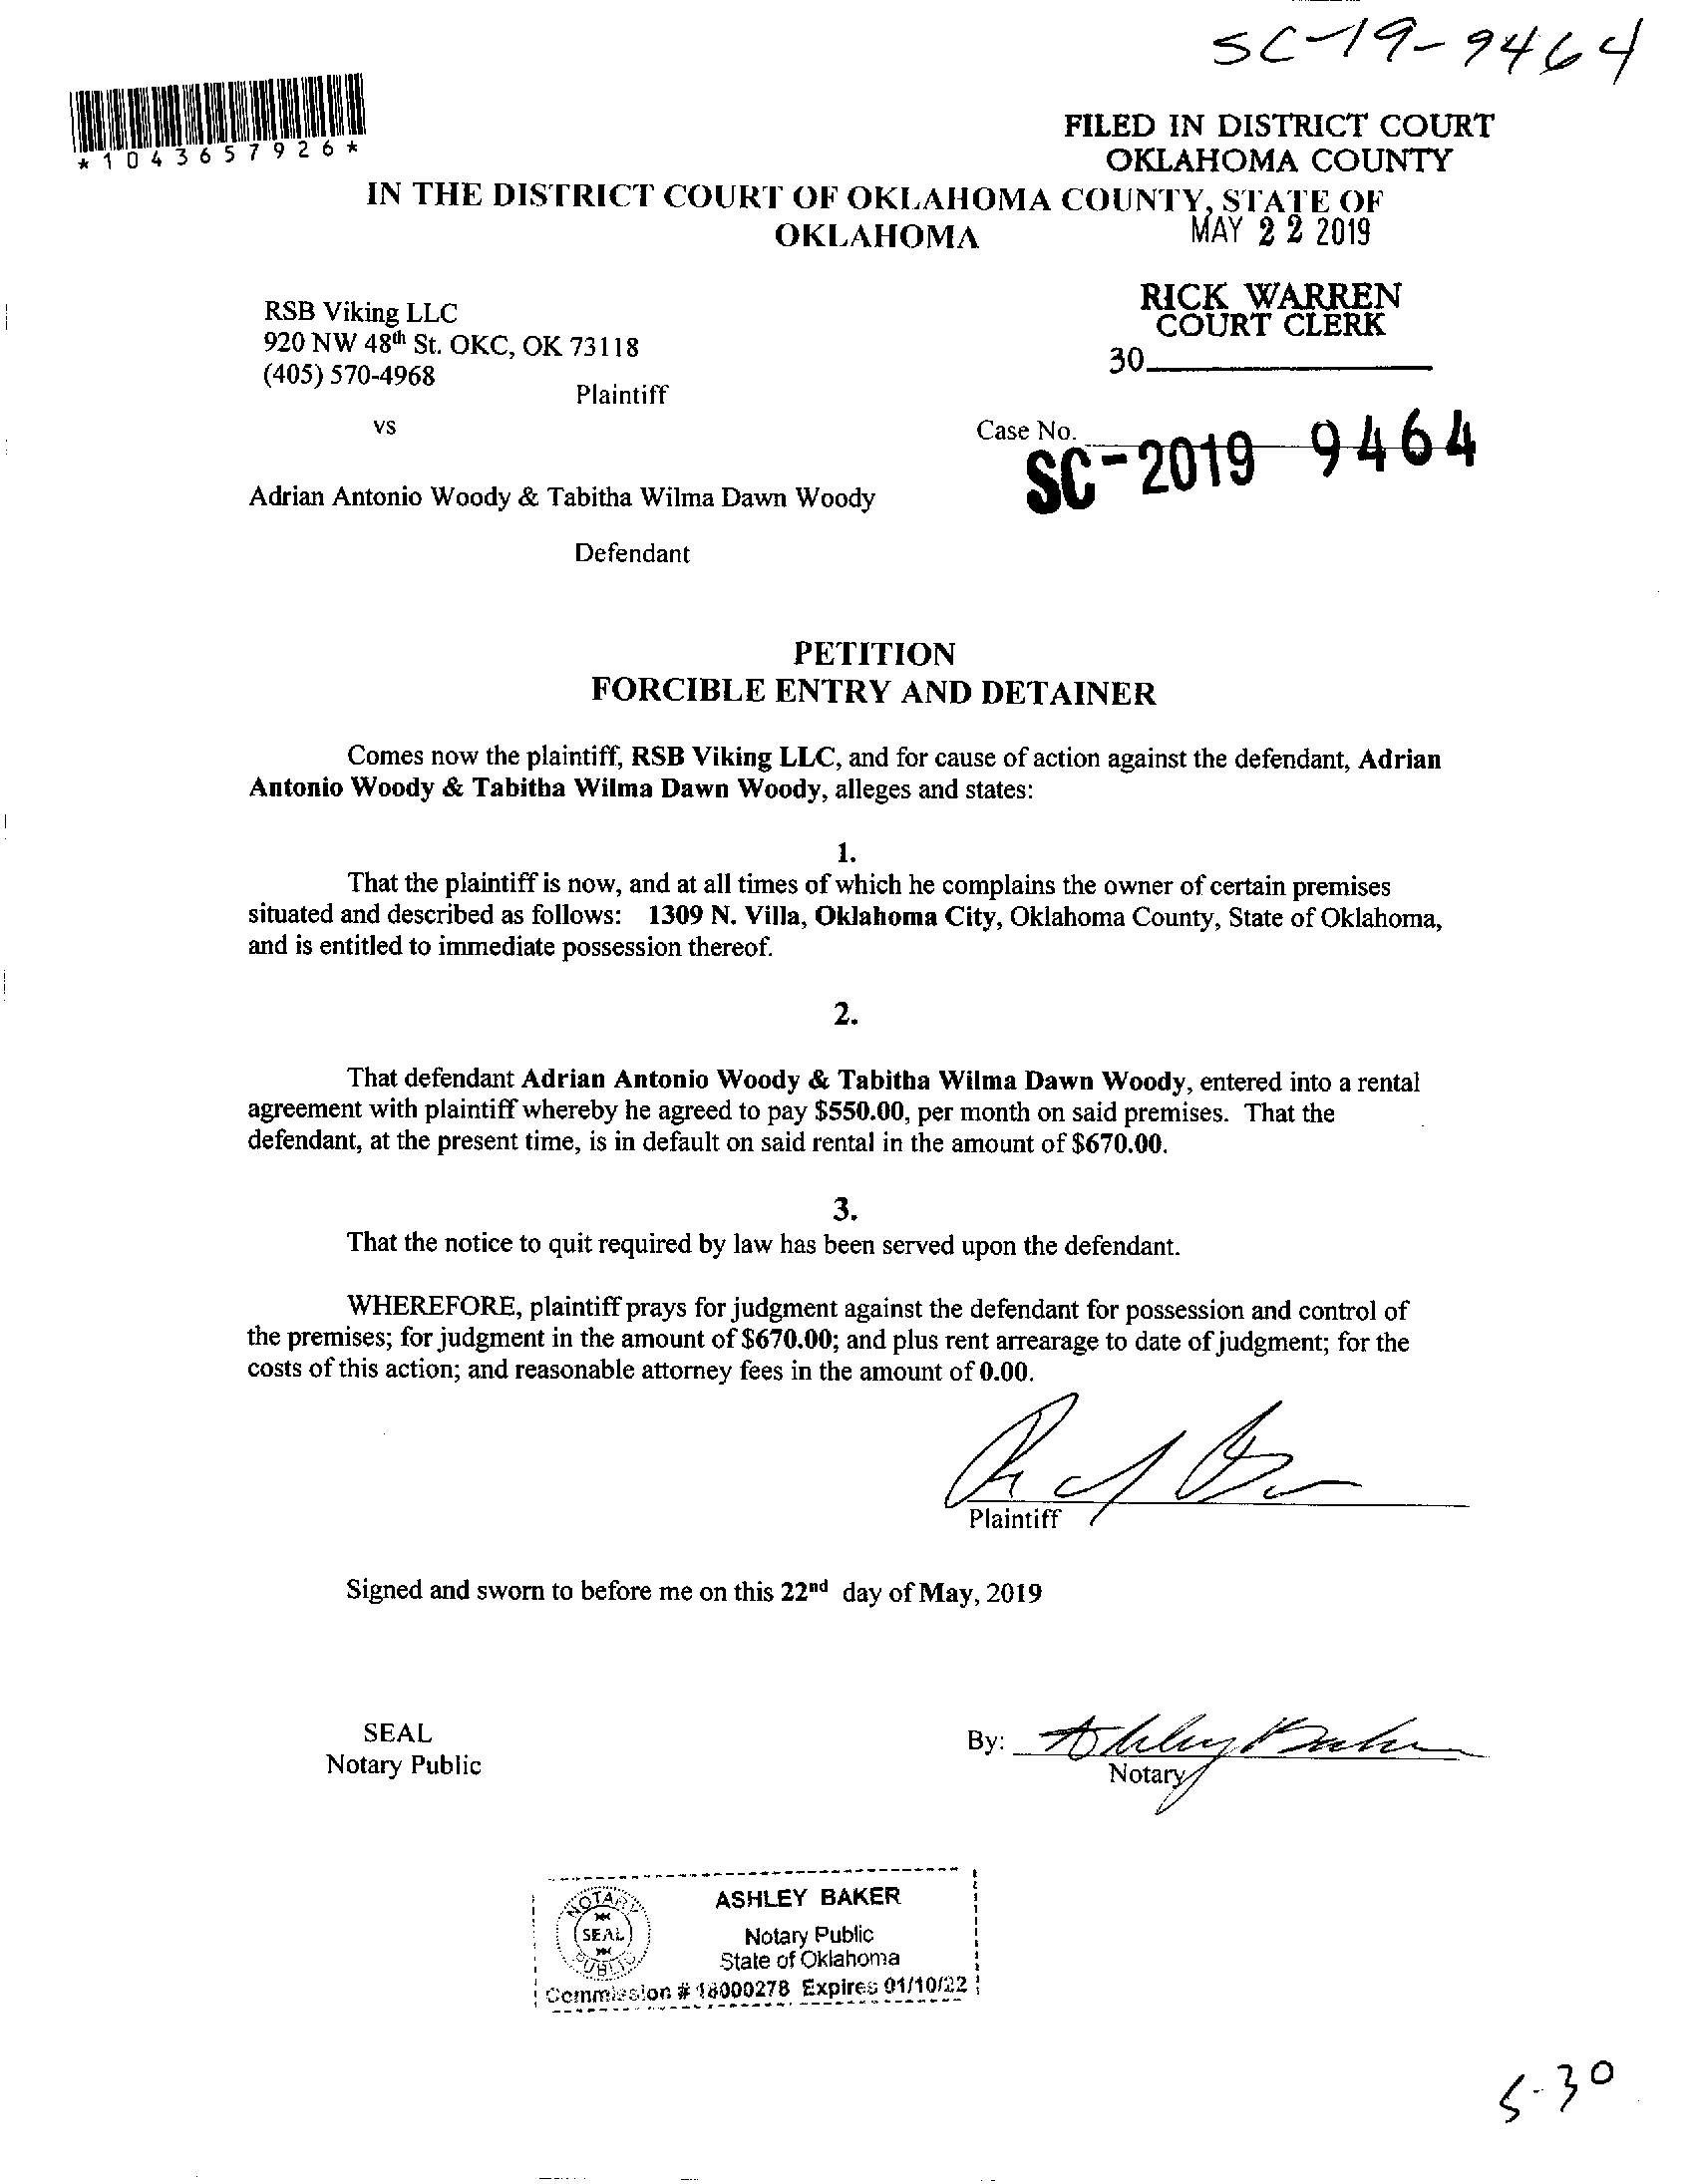 SC-19-9464
*1043657926*
FILED IN DISTRICT COURT
OKLAHOMA COUNTY
IN THE DISTRICT COURT OF OKLAHOMA COUNTY, STATE OF
OKLAHOMA
MAY 22 2019
RICK WARREN
COURT CLERK
30
RSB Viking LLC
920 NW 48th St. OKC, OK 73118
(405) 570-4968
Plaintiff
vs
Case No.
SC-2019 9464
Adrian Antonio Woody & Tabitha Wilma Dawn Woody
Defendant
PETITION
FORCIBLE ENTRY AND DETAINER
Comes now the plaintiff, RSB Viking LLC, and for cause of action against the defendant, Adrian
Antonio Woody & Tabitha Wilma Dawn Woody, alleges and states:
1.
That the plaintiff is now, and at all times of which he complains the owner of certain premises
situated and described as follows: 1309 N. Villa, Oklahoma City, Oklahoma County, State of Oklahoma,
and is entitled to immediate possession thereof.
2.
That defendant Adrian Antonio Woody & Tabitha Wilma Dawn Woody, entered into a rental
agreement with plaintiff whereby he agreed to pay $550.00, per month on said premises. That the
defendant, at the present time, is in default on said rental in the amount of $670.00.
3.
That the notice to quit required by law has been served upon the defendant.
WHEREFORE, plaintiff prays for judgment against the defendant for possession and control of
the premises; for judgment in the amount of $670.00; and plus rent arrearage to date of judgment; for the
costs of this action; and reasonable attorney fees in the amount of 0.00.
Plaintiff
Signed and sworn to before me on this 22nd day of May, 2019
SEAL
Notary Public
By: Ashley Baker
Notary
NOTARY
SEAL
PUBLIC
ASHLEY BAKER
Notary Public
State of Oklahoma
Commission # 18000278 Expires 01/10/22
5-30